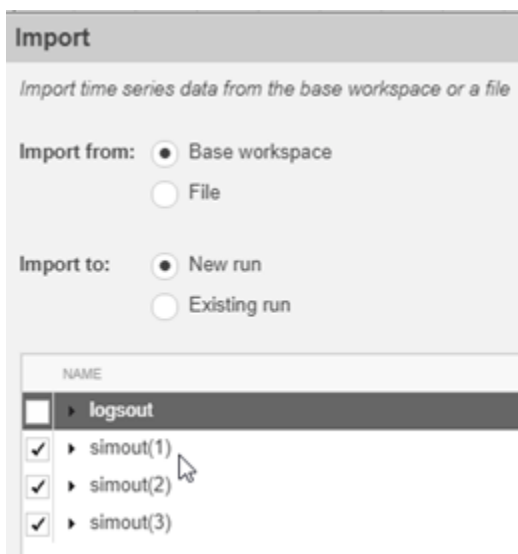 Import
Import time series data from the base workspace or a file
Import from: Base workspace
File
Import to: New run
Existing run
NAME
logsout
simout(1)
simout(2)
simout(3)